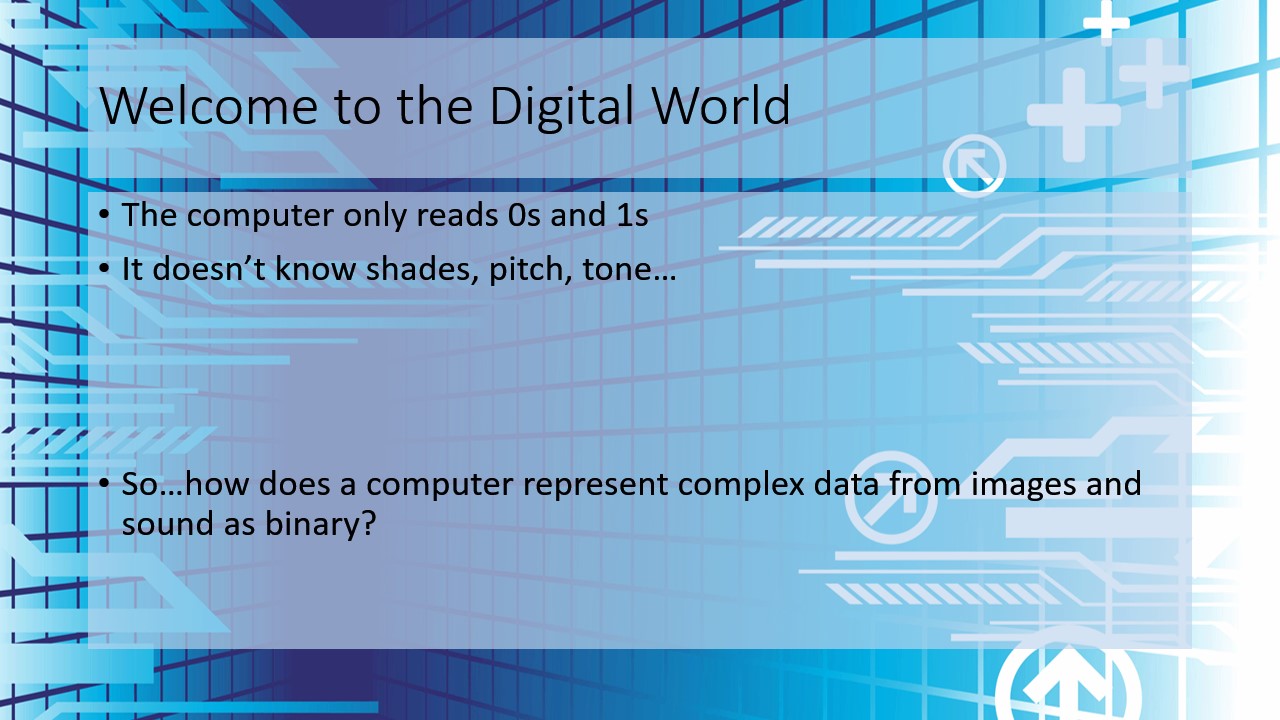 Welcome to the Digital World
• The computer only reads 0s and 1s
• It doesn’t know shades, pitch, tone…
• So…how does a computer represent complex data from images and
sound as binary?